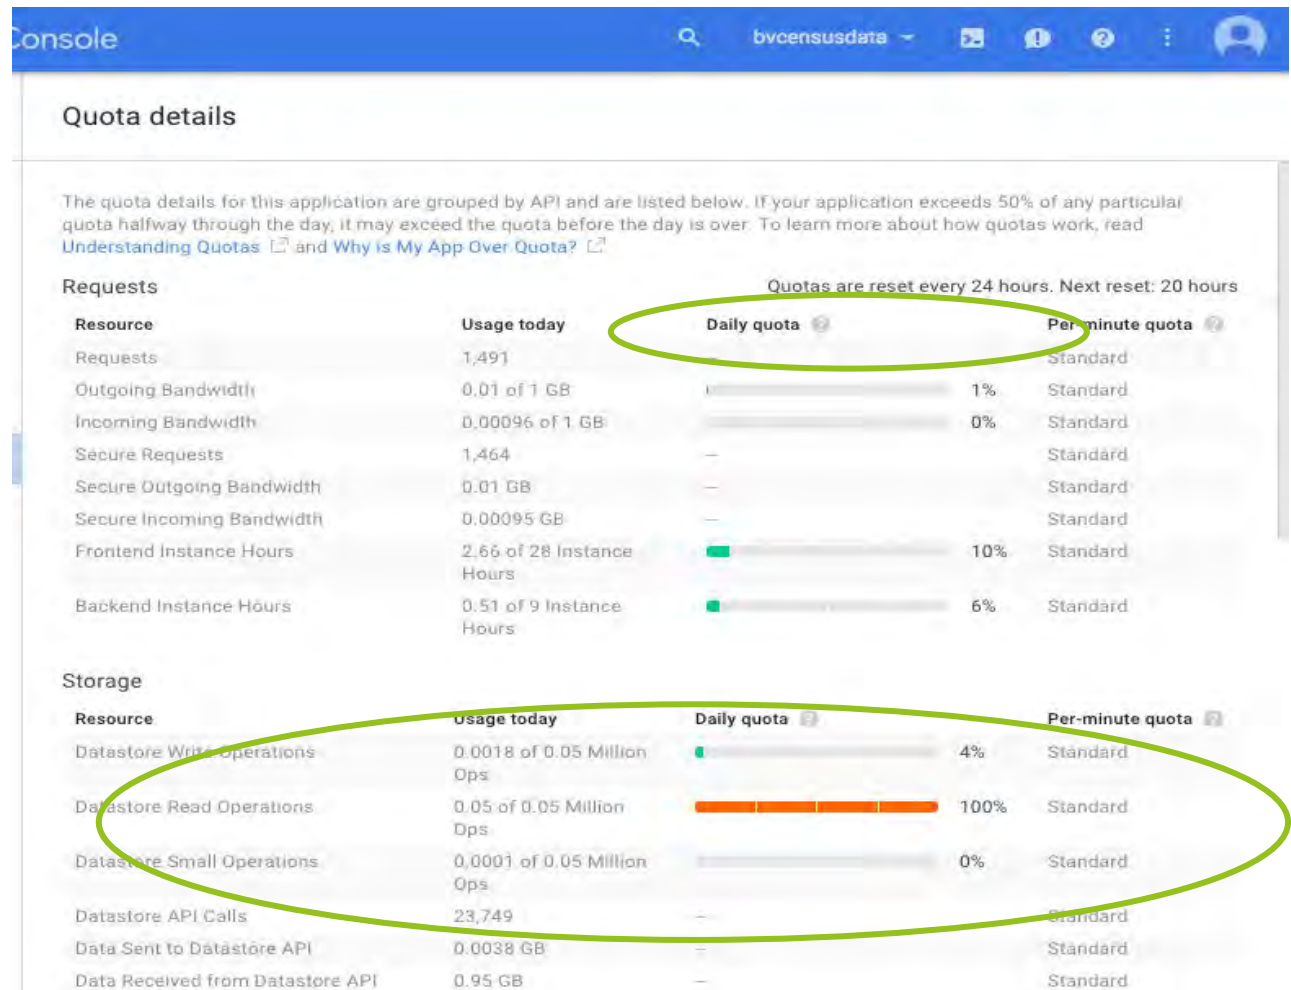 Console
bvcensusdata
Quota details
The quota details for this application are grouped by API and are listed below. If your application exceeds 50% of any particular
quota halfway through the day, it may exceed the quota before the day is over. To learn more about how quotas work, read
Understanding Quotas and Why is My App Over Quota?
Requests Quotas are reset every 24 hours. Next reset: 20 hours
Resource Usage today Daily quota ? Per-minute quota ?
Requests 1,491 – Standard
Outgoing Bandwidth 0.01 of 1 GB 1% Standard
Incoming Bandwidth 0.00096 of 1 GB 0% Standard
Secure Requests 1,464 – Standard
Secure Outgoing Bandwidth 0.01 GB – Standard
Secure Incoming Bandwidth 0.00095 GB – Standard
Frontend Instance Hours 2.66 of 28 Instance 10% Standard
Hours
Backend Instance Hours 0.51 of 9 Instance 6% Standard
Hours
Storage
Resource Usage today Daily quota ? Per-minute quota ?
Datastore Write Operations 0.0018 of 0.05 Million 4% Standard
Ops
Datastore Read Operations 0.05 of 0.05 Million 100% Standard
Ops
Datastore Small Operations 0.0001 of 0.05 Million 0% Standard
Ops
Datastore API Calls 23,749 – Standard
Data Sent to Datastore API 0.0038 GB – Standard
Data Received from Datastore API 0.95 GB – Standard